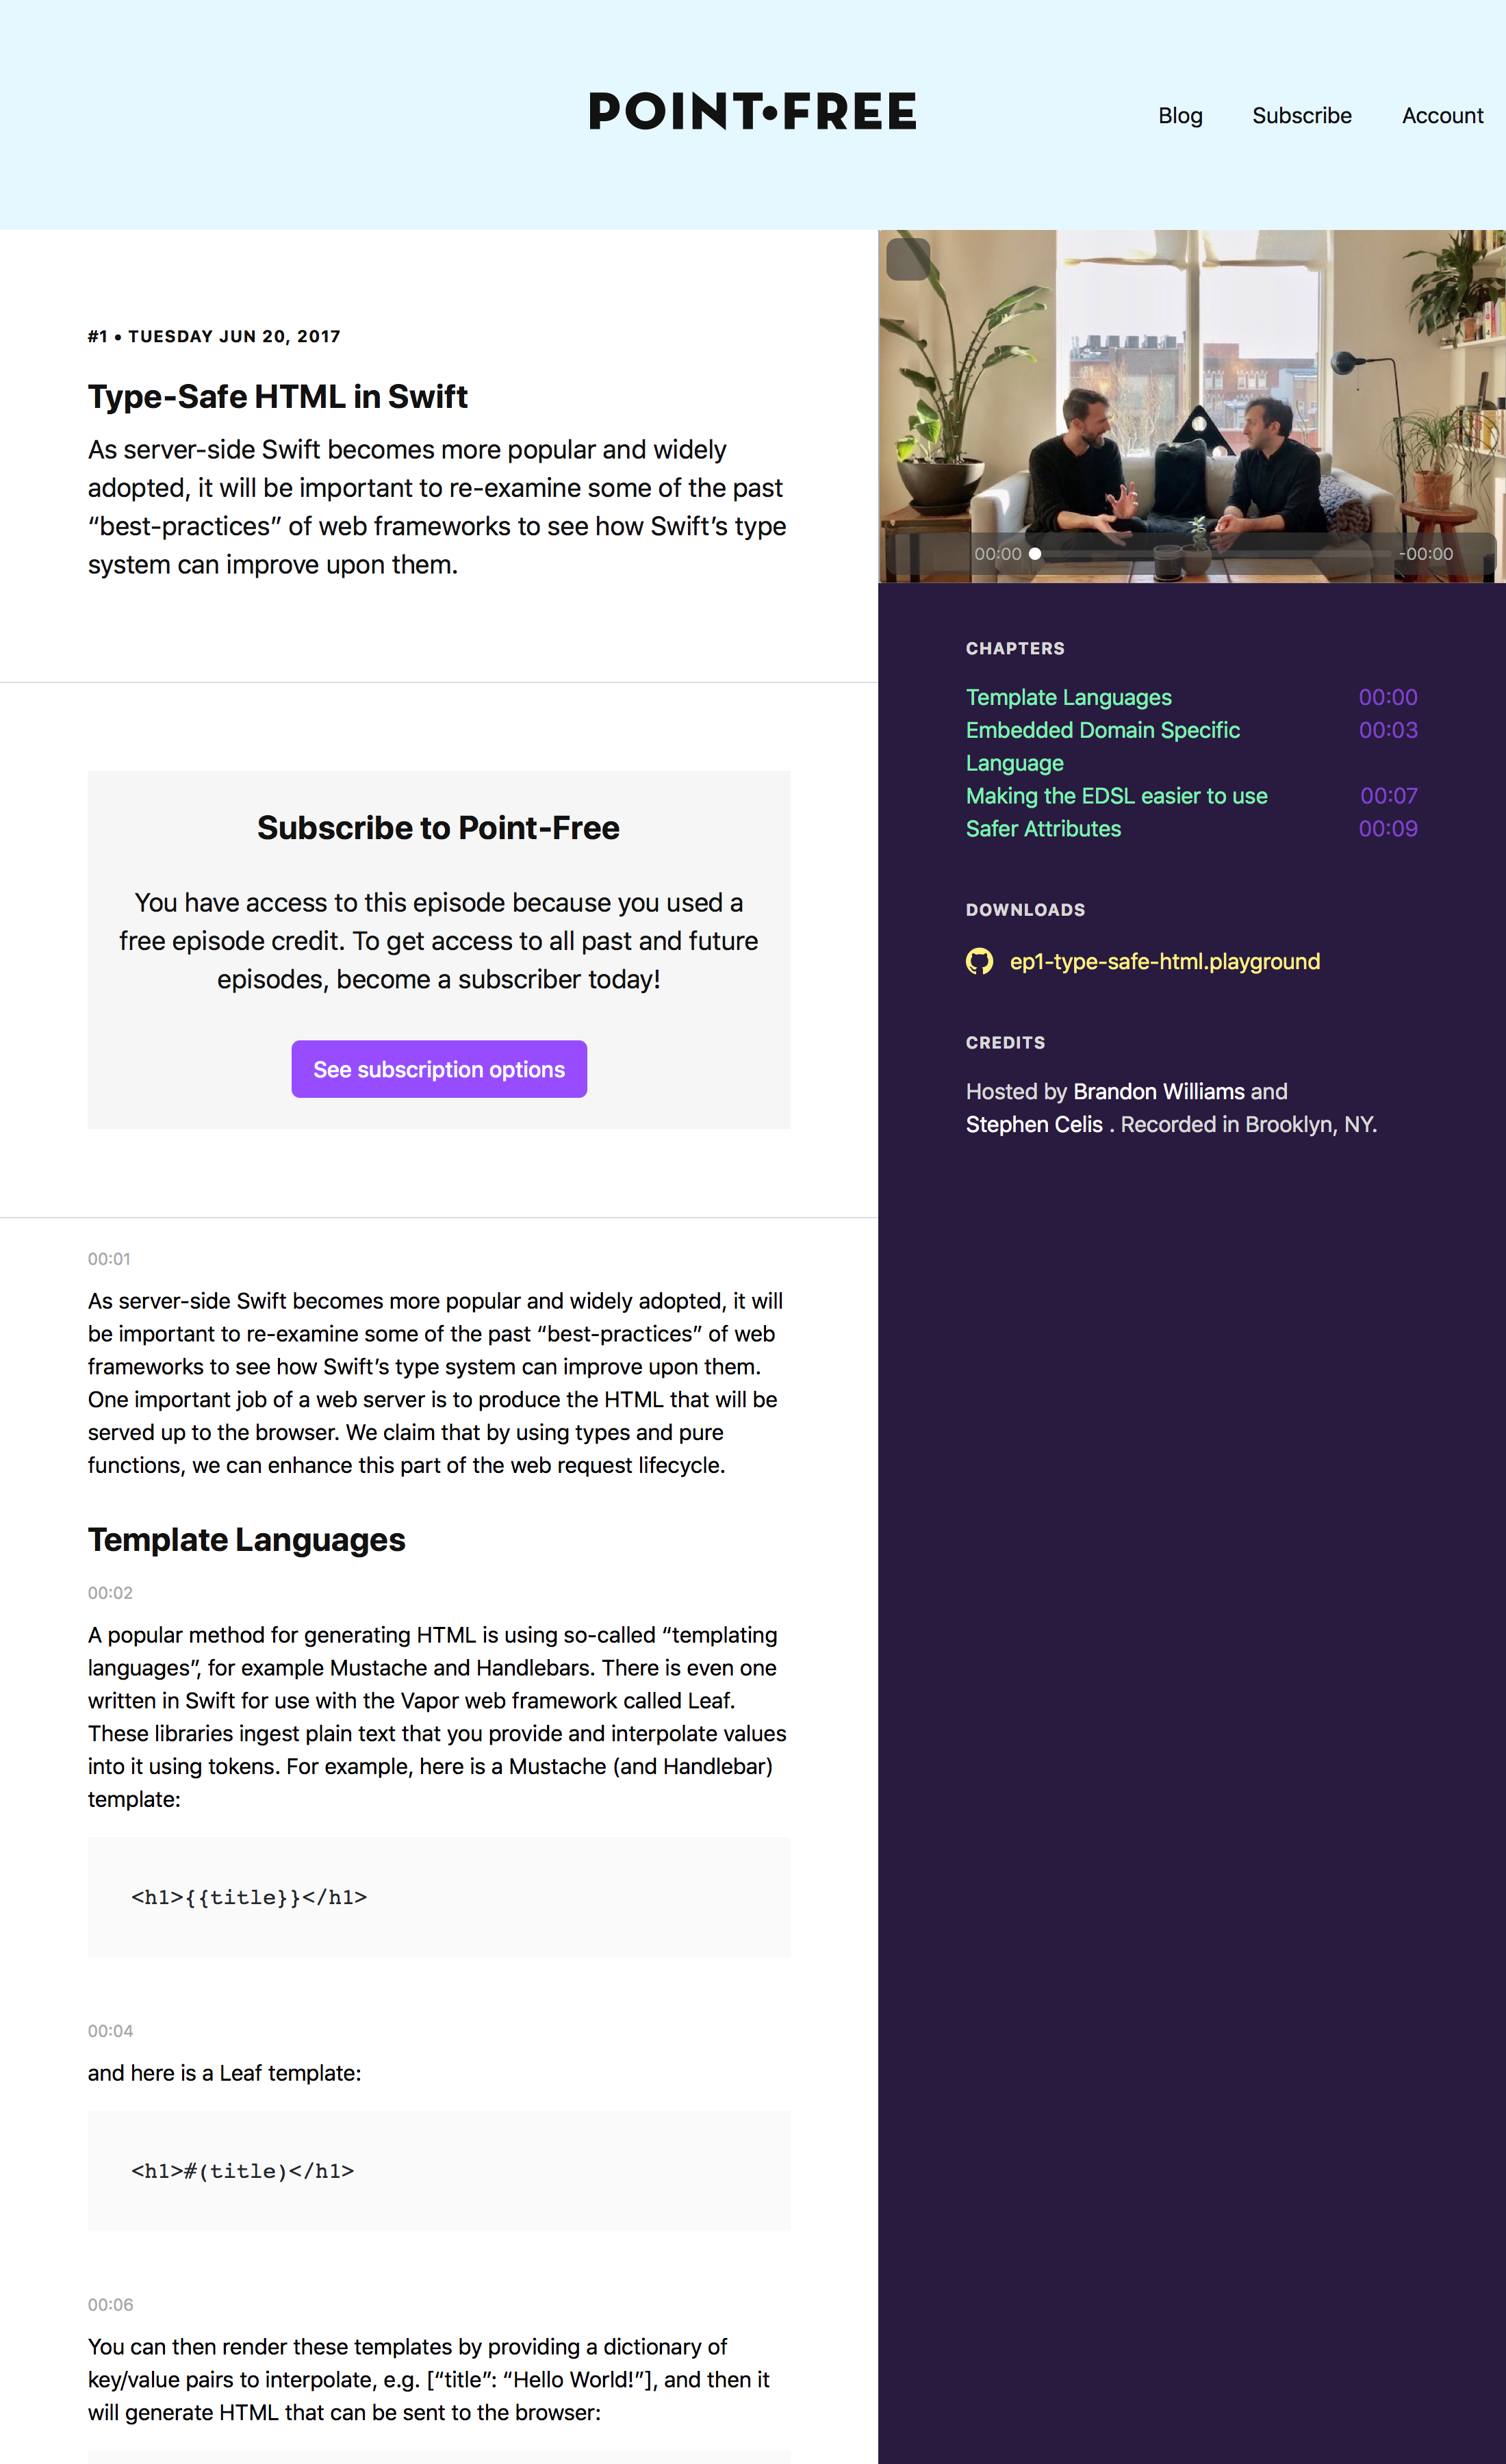 POINT•FREE
Blog
Subscribe
Account
#1 • TUESDAY JUN 20, 2017
Type-Safe HTML in Swift
As server-side Swift becomes more popular and widely
adopted, it will be important to re-examine some of the past
“best-practices” of web frameworks to see how Swift’s type
system can improve upon them.
Subscribe to Point-Free
You have access to this episode because you used a
free episode credit. To get access to all past and future
episodes, become a subscriber today!
See subscription options
00:01
As server-side Swift becomes more popular and widely adopted, it will
be important to re-examine some of the past “best-practices” of web
frameworks to see how Swift’s type system can improve upon them.
One important job of a web server is to produce the HTML that will be
served up to the browser. We claim that by using types and pure
functions, we can enhance this part of the web request lifecycle.
Template Languages
00:02
A popular method for generating HTML is using so-called “templating
languages”, for example Mustache and Handlebars. There is even one
written in Swift for use with the Vapor web framework called Leaf.
These libraries ingest plain text that you provide and interpolate values
into it using tokens. For example, here is a Mustache (and Handlebar)
template:
<h1>{{title}}</h1>
00:04
and here is a Leaf template:
<h1>#(title)</h1>
00:06
You can then render these templates by providing a dictionary of
key/value pairs to interpolate, e.g. [“title”: “Hello World!”], and then it
will generate HTML that can be sent to the browser:
00:00
-00:00
CHAPTERS
Template Languages 00:00
Embedded Domain Specific 00:03
Language
Making the EDSL easier to use 00:07
Safer Attributes 00:09
DOWNLOADS
ep1-type-safe-html.playground
CREDITS
Hosted by Brandon Williams and
Stephen Celis . Recorded in Brooklyn, NY.